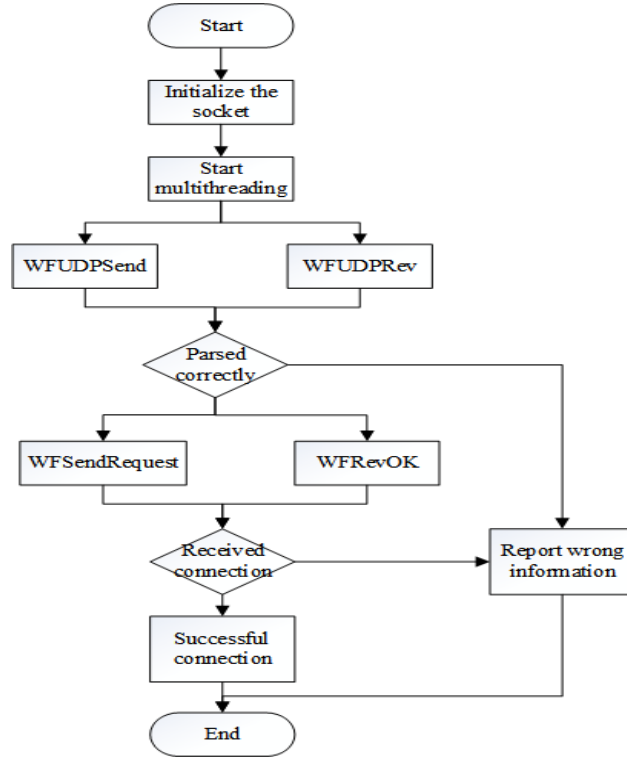 Start
Initialize the
socket
Start
multithreading
WFUDPSend
WFUDPRev
Parsed
correctly
WFSendRequest
WFRevOK
Received
connection
Report wrong
information
Successful
connection
End